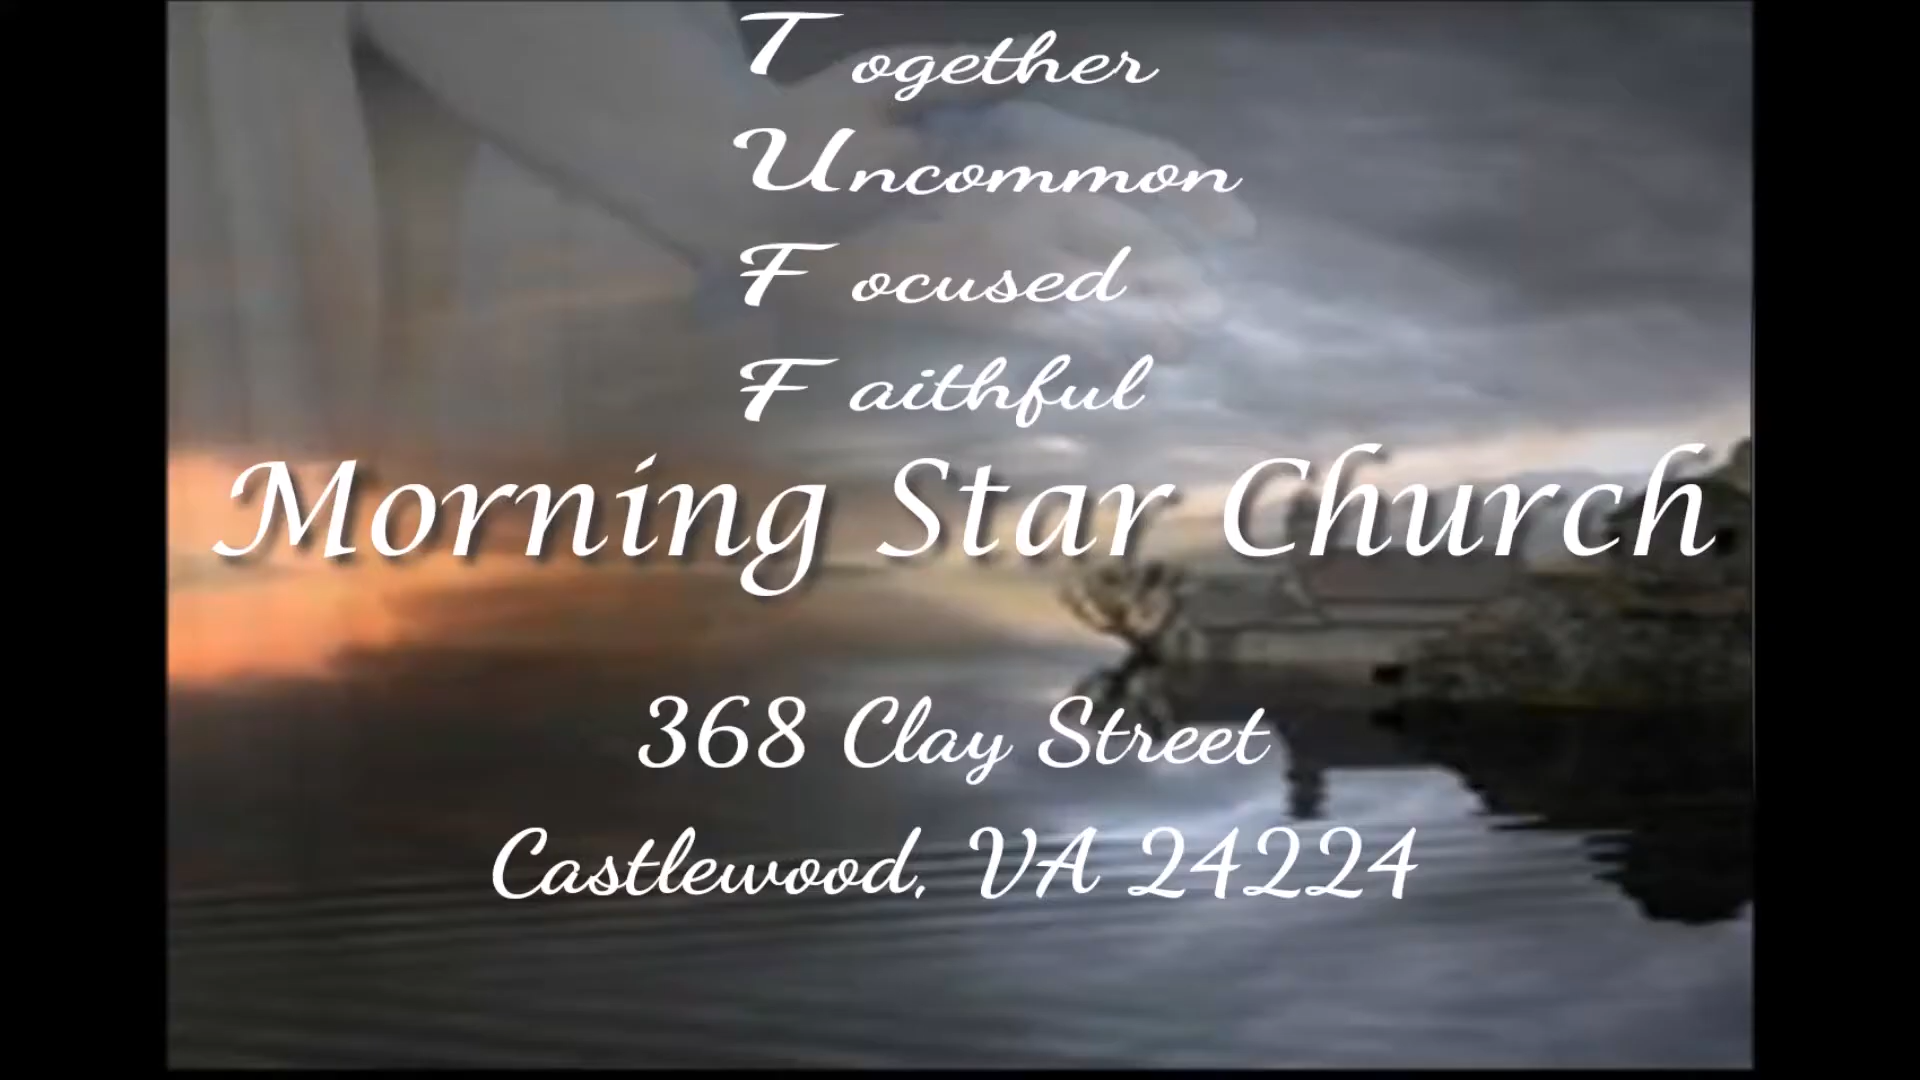 Together
Uncommon
Focused
Faithful
Morning Star Church
368 Clay Street
Castlewood, VA 24224